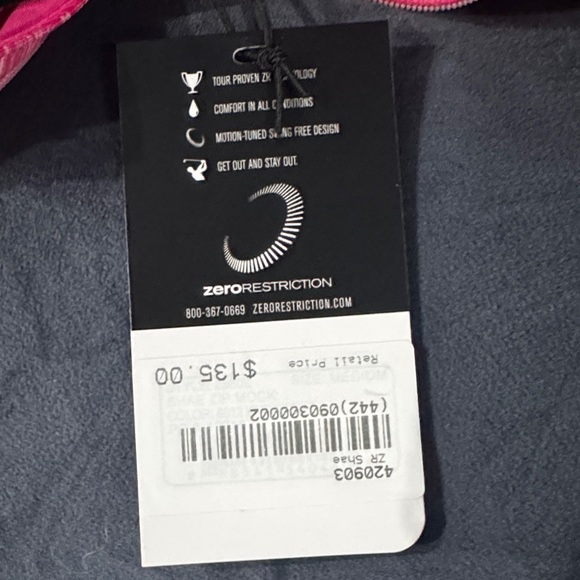 TOUR PROVEN ZR OLOGY
COMFORT IN ALL CONDITIONS
MOTION-TUNED SWING FREE DESIGN
GET OUT AND STAY OUT.
zeroRESTRICTION
800-367-0669 ZERORESTRICTION.COM
420903
ZR Shae
(442)090300002
Retail Price $135.00